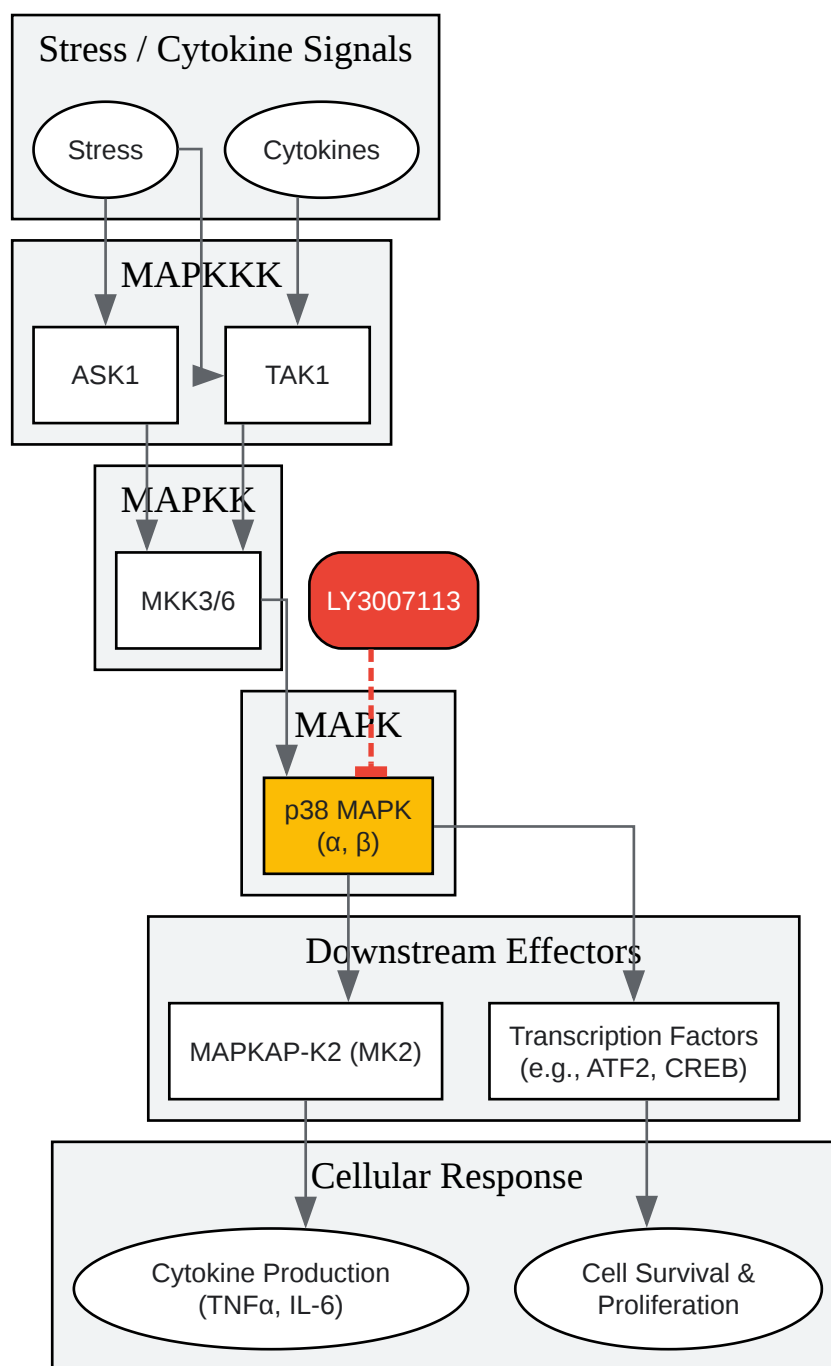 Stress / Cytokine Signals
Stress
Cytokines
MAPKKK
ASK1
TAK1
MAPKK
MKK3/6
LY3007113
MAPK
p38 MAPK
(α, β)
Downstream Effectors
MAPKAP-K2 (MK2)
Transcription Factors
(e.g., ATF2, CREB)
Cellular Response
Cytokine Production
(TNFα, IL-6)
Cell Survival &
Proliferation